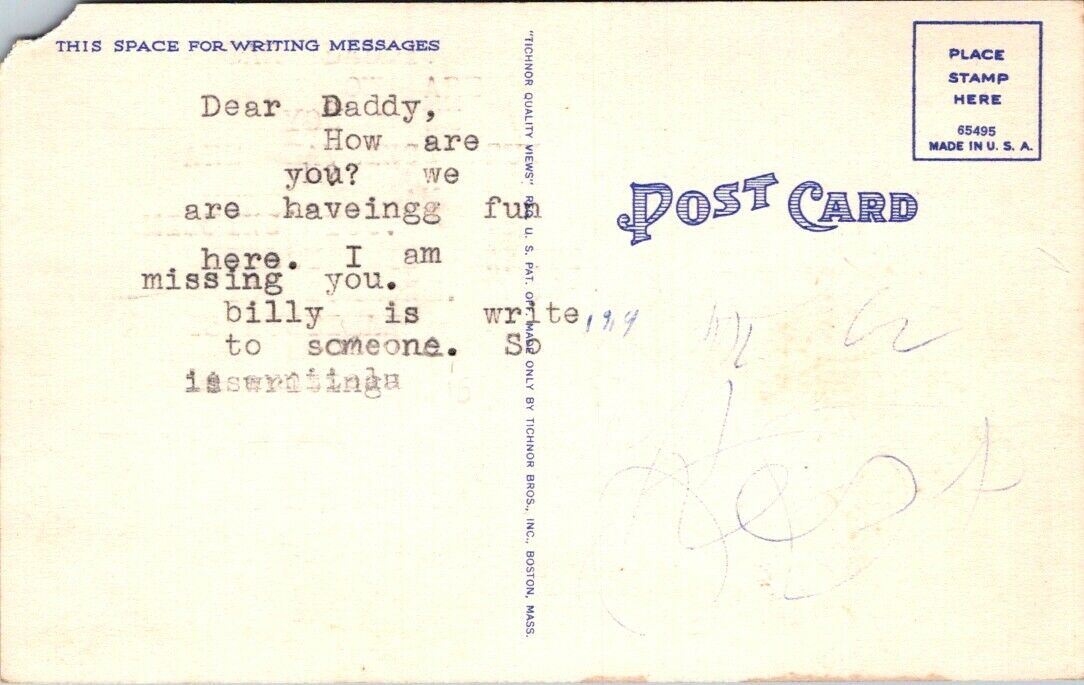 THIS SPACE FOR WRITING MESSAGES
Dear Daddy,
How are
you? we
are haveingg fun
here. I am
missing you.
billy is write
to someone. So
"TICHNOR QUALITY VIEWS" REG. U. S. PAT. OFF. MADE ONLY BY TICHNOR BROS., INC., BOSTON, MASS.
PLACE
STAMP
HERE
65495
MADE IN U. S. A.
POST CARD